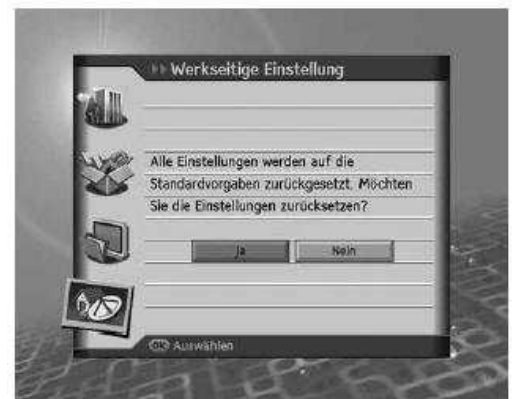 Werkseitige Einstellung
Alle Einstellungen werden auf die
Standardvorgaben zurückgesetzt. Möchten
Sie die Einstellungen zurücksetzen?
Ja
Nein
OK Auswählen